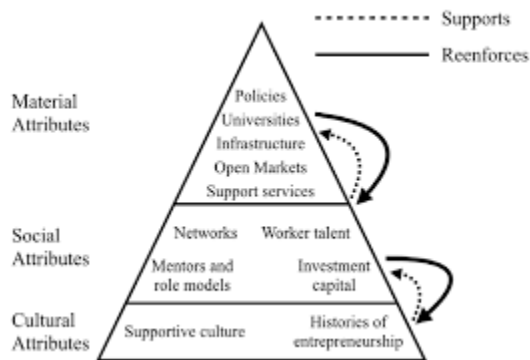 Supports
Reenforces
Material
Attributes
Policies
Universities
Infrastructure
Open Markets
Support services
Social
Attributes
Networks
Worker talent
Mentors and
role models
Investment
capital
Cultural
Attributes
Supportive culture
Histories of
entrepreneurship